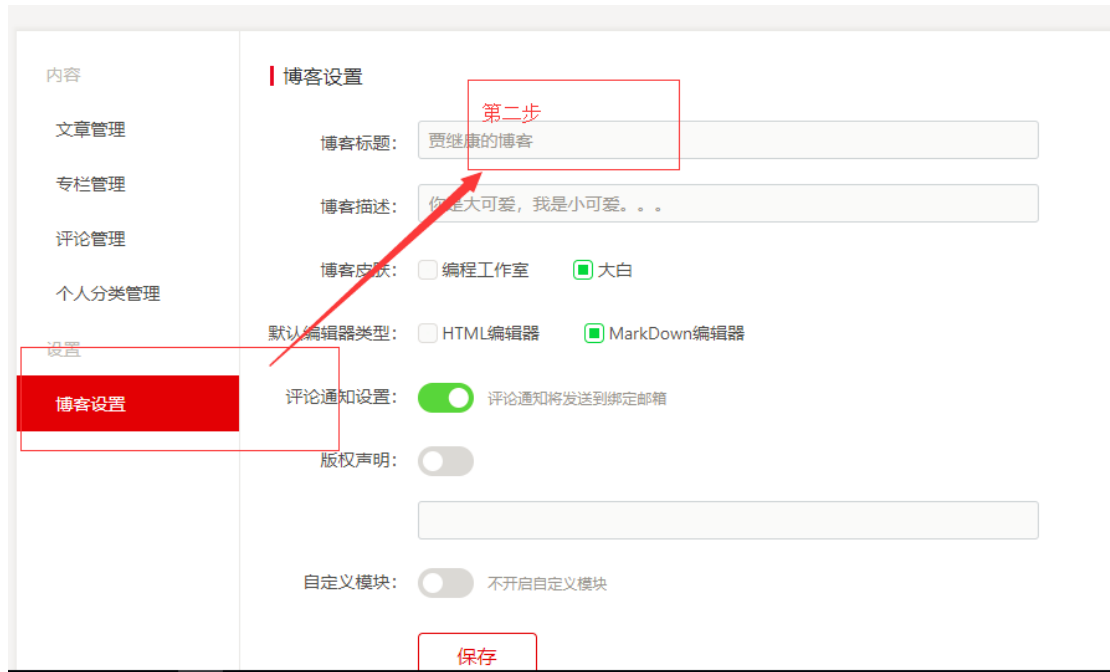 内容
文章管理
专栏管理
评论管理
个人分类管理
设置
博客设置
博客设置
第二步
博客标题: 贾继康的博客
博客描述: 你是大可爱，我是小可爱。。。
博客皮肤: 编程工作室 大白
默认编辑器类型: HTML编辑器 MarkDown编辑器
评论通知设置: 评论通知将发送到绑定邮箱
版权声明:
自定义模块: 不开启自定义模块
保存